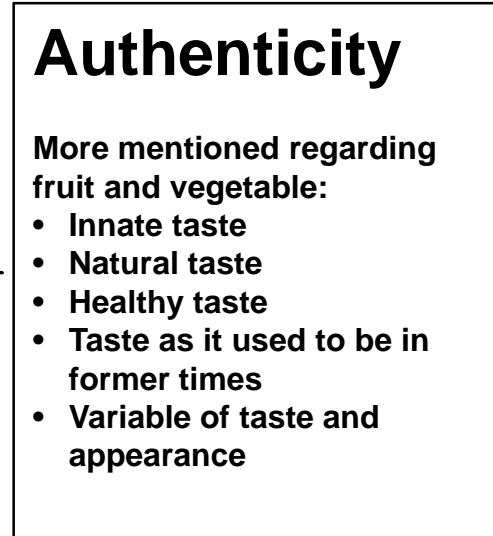 Authenticity
More mentioned regarding
fruit and vegetable:
• Innate taste
• Natural taste
• Healthy taste
• Taste as it used to be in
former times
• Variable of taste and
appearance